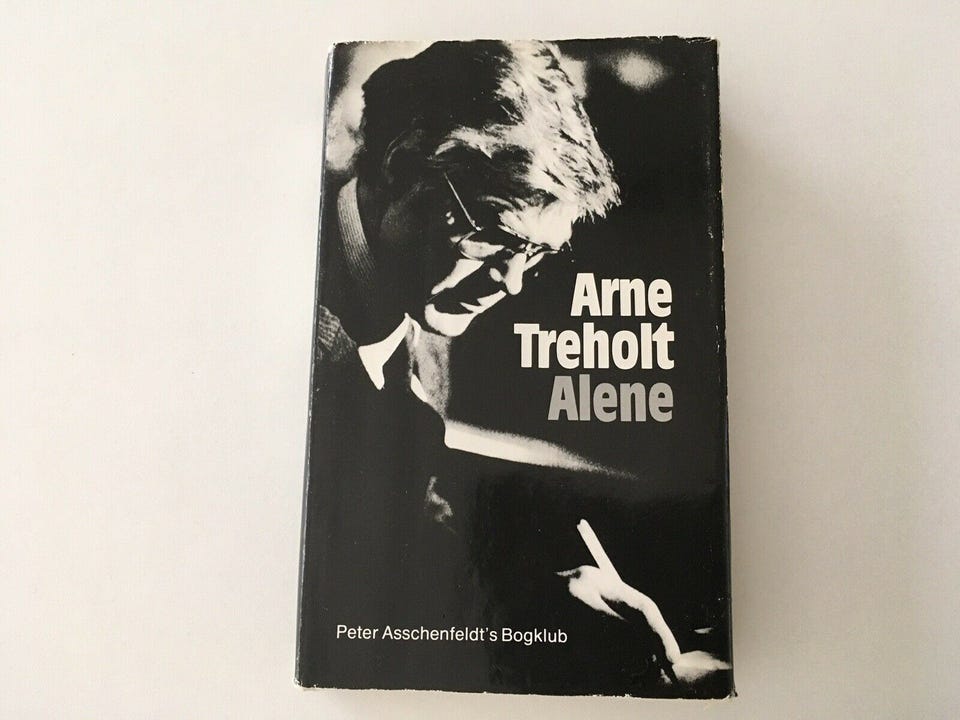 Arne
Treholt
Alene
Peter Asschenfeldt's Bogklub